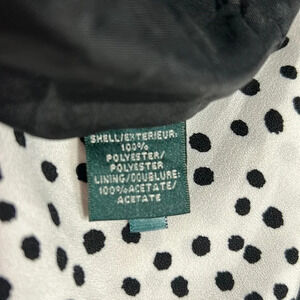 SHELL/EXTERIEUR:
100%
POLYESTER/
POLYESTER
LINING/DOUBLURE:
100%ACETATE/
ACETATE